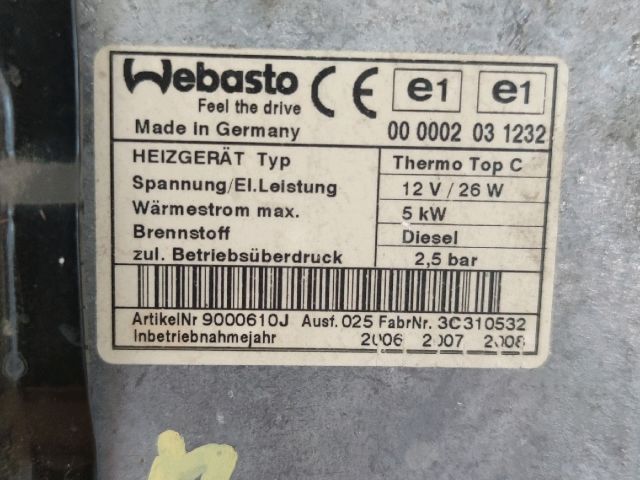 Webasto
Feel the drive
CE e1 e1
Made in Germany 00 0002 03 1232
HEIZGERÄT Typ Thermo Top C
Spannung/El.Leistung 12 V / 26 W
Wärmestrom max. 5 kW
Brennstoff Diesel
zul. Betriebsüberdruck 2,5 bar
ArtikelNr 9000610J Ausf. 025 FabrNr. 3C310532
Inbetriebnahmejahr 2006 2007 2008